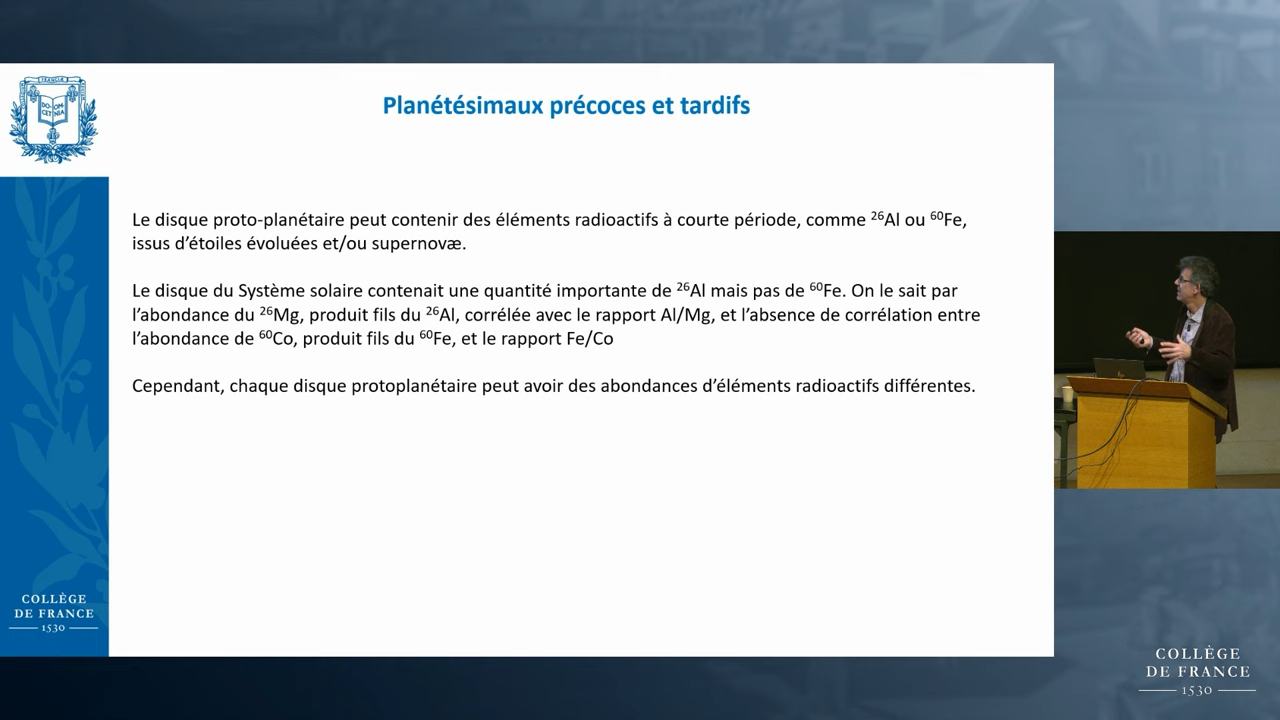 Planétésimaux précoces et tardifs
Le disque proto-planétaire peut contenir des éléments radioactifs à courte période, comme ²⁶Al ou ⁶⁰Fe,
issus d’étoiles évoluées et/ou supernovæ.
Le disque du Système solaire contenait une quantité importante de ²⁶Al mais pas de ⁶⁰Fe. On le sait par
l’abondance du ²⁶Mg, produit fils du ²⁶Al, corrélée avec le rapport Al/Mg, et l’absence de corrélation entre
l’abondance de ⁶⁰Co, produit fils du ⁶⁰Fe, et le rapport Fe/Co
Cependant, chaque disque protoplanétaire peut avoir des abondances d’éléments radioactifs différentes.
COLLÈGE
DE FRANCE
1530
COLLÈGE
DE FRANCE
1530